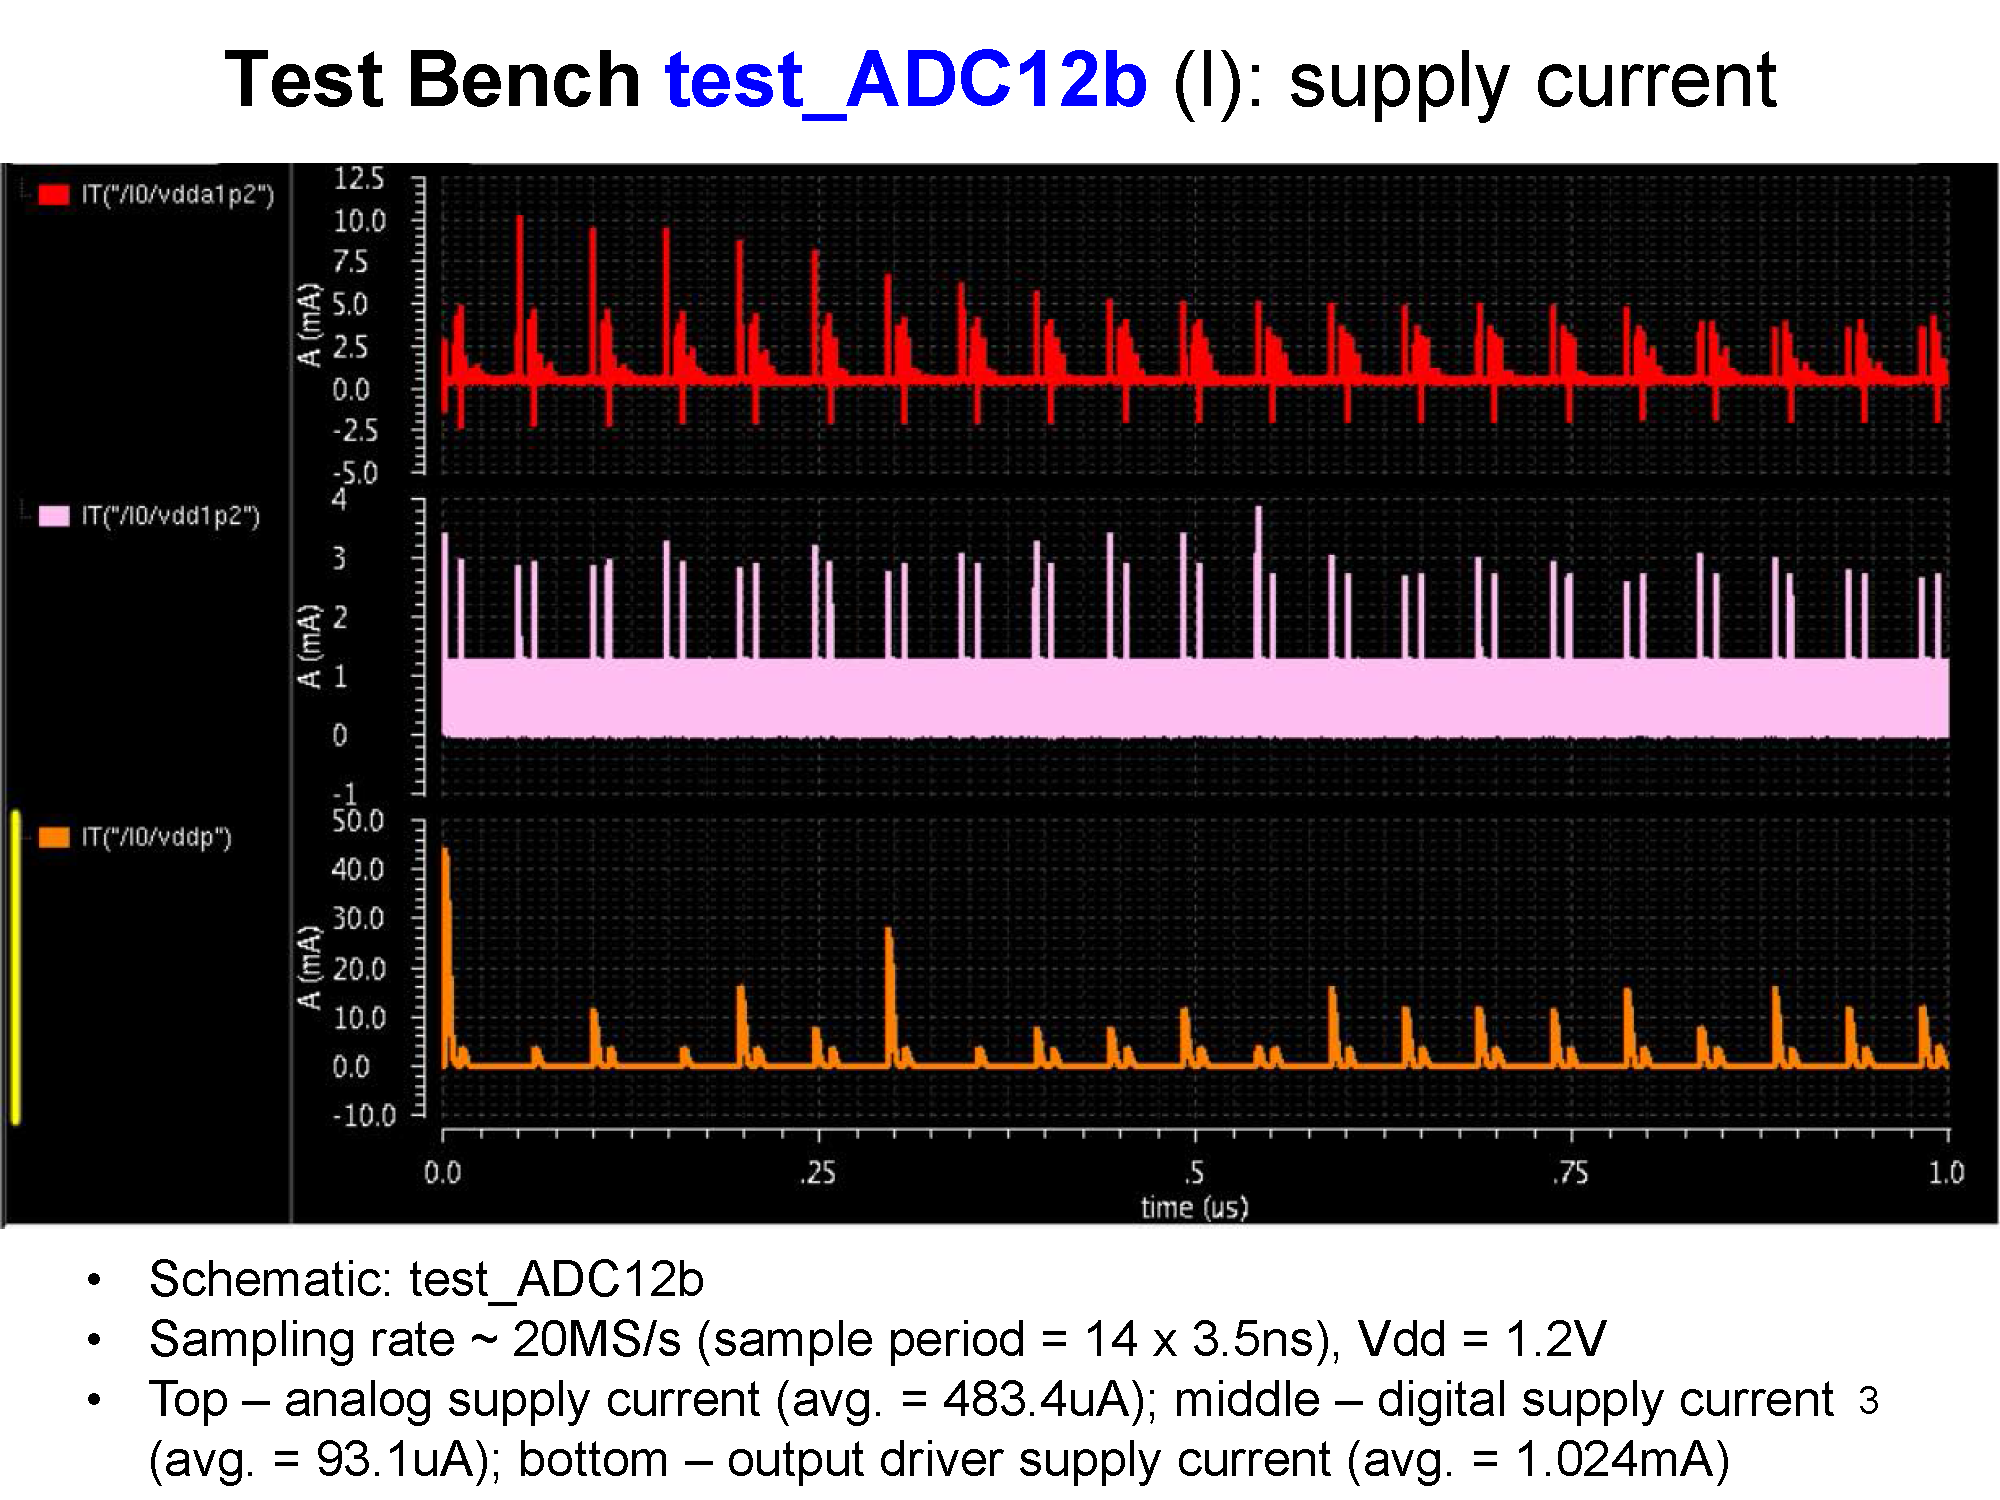 Test Bench test_ADC12b (I): supply current
IT("/I0/vdda1p2")
12.5
10.0
7.5
5.0
2.5
0.0
-2.5
-5.0
A (mA)
IT("/I0/vdd1p2")
4
3
2
1
0
-1
A (mA)
IT("/I0/vddp")
50.0
40.0
30.0
20.0
10.0
0.0
-10.0
A (mA)
0.0 .25 .5 .75 1.0
time (us)
• Schematic: test_ADC12b
• Sampling rate ~ 20MS/s (sample period = 14 x 3.5ns), Vdd = 1.2V
• Top – analog supply current (avg. = 483.4uA); middle – digital supply current
(avg. = 93.1uA); bottom – output driver supply current (avg. = 1.024mA)
3